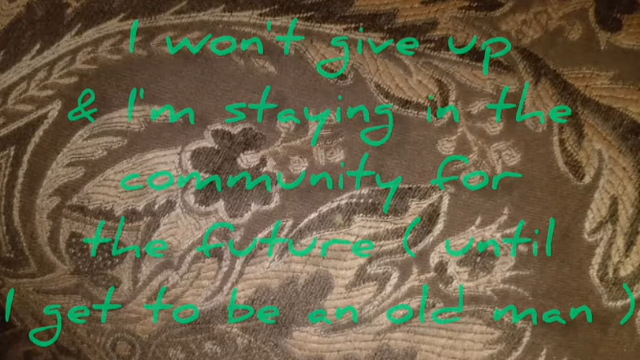 I won't give up
& I'm staying in the
community for
the future ( until
I get to be an old man )